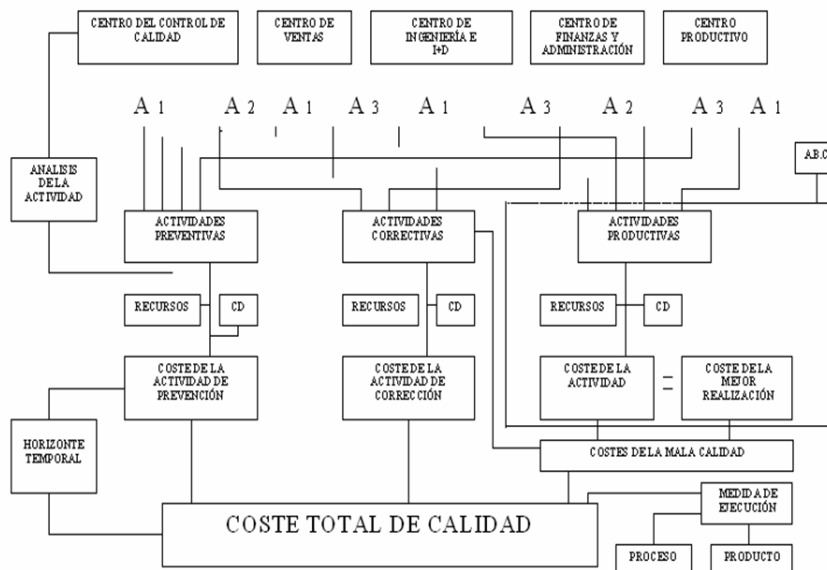 CENTRO DEL CONTROL DE
CALIDAD
CENTRO DE
VENTAS
CENTRO DE
INGENIERÍA E
I+D
CENTRO DE
FINANZAS Y
ADMINISTRACIÓN
CENTRO
PRODUCTIVO
A 1
A 2
A 1
A 3
A 1
A 3
A 2
A 3
A 1
ANALISIS
DE LA
ACTIVIDAD
A.B.C
ACTIVIDADES
PREVENTIVAS
ACTIVIDADES
CORRECTIVAS
ACTIVIDADES
PRODUCTIVAS
RECURSOS
CD
RECURSOS
CD
RECURSOS
CD
COSTE DE LA
ACTIVIDAD DE
PREVENCIÓN
COSTE DE LA
ACTIVIDAD DE
CORRECCIÓN
COSTE DE LA
ACTIVIDAD
=
COSTE DE LA
MEJOR
REALIZACIÓN
HORIZONTE
TEMPORAL
COSTES DE LA MALA CALIDAD
COSTE TOTAL DE CALIDAD
MEDIDA DE
EJECUCIÓN
PROCESO
PRODUCTO